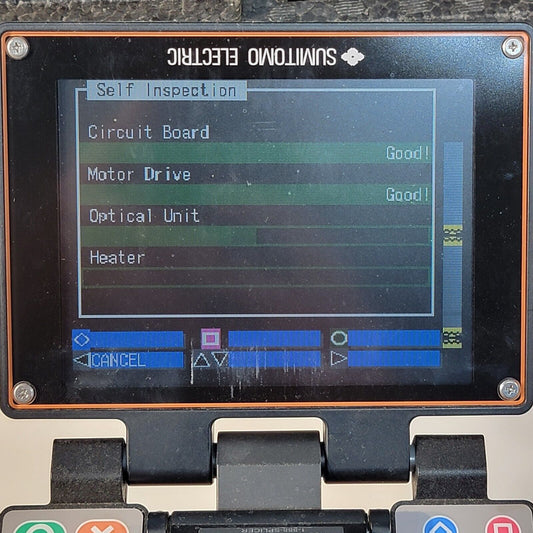 SUMITOMO ELECTRIC
Self Inspection
Circuit Board
Good!
Motor Drive
Good!
Optical Unit
Heater
CANCEL